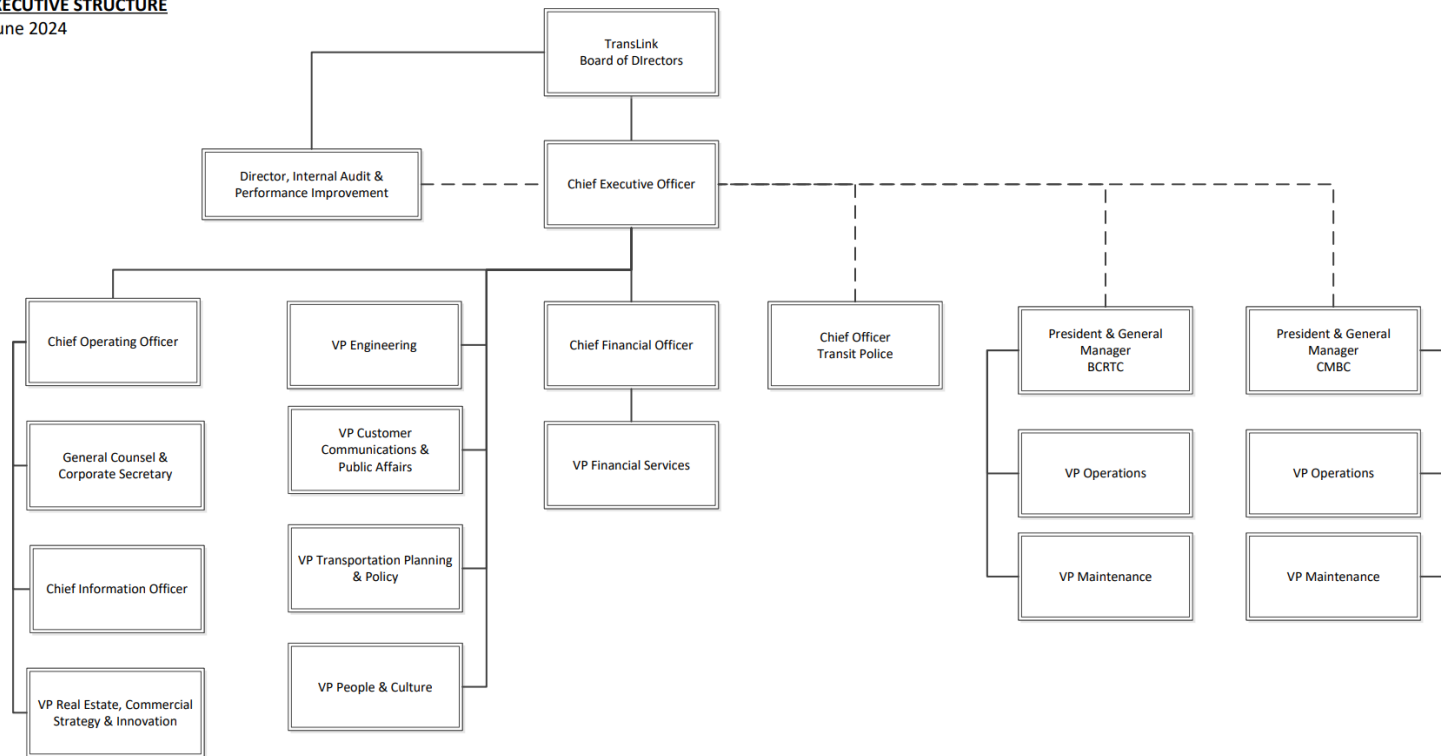 EXECUTIVE STRUCTURE
June 2024
TransLink
Board of DIrectors
Director, Internal Audit &
Performance Improvement
Chief Executive Officer
Chief Operating Officer
VP Engineering
Chief Financial Officer
Chief Officer
Transit Police
President & General
Manager
BCRTC
President & General
Manager
CMBC
General Counsel &
Corporate Secretary
VP Customer
Communications &
Public Affairs
VP Financial Services
VP Operations
VP Operations
Chief Information Officer
VP Transportation Planning
& Policy
VP Maintenance
VP Maintenance
VP Real Estate, Commercial
Strategy & Innovation
VP People & Culture